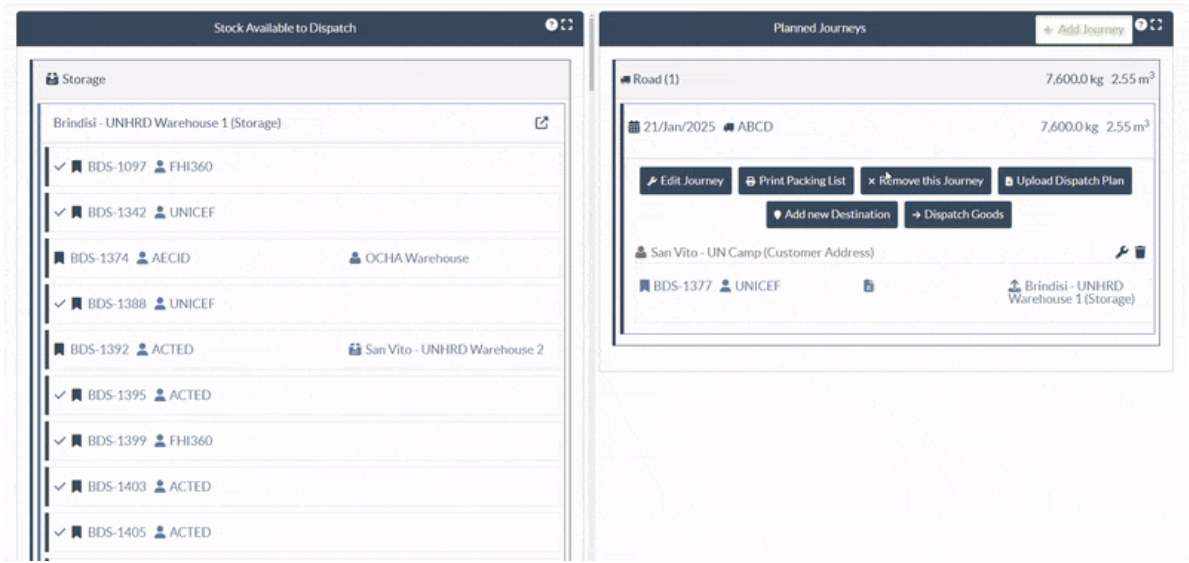 Stock Available to Dispatch
Storage
Brindisi - UNHRD Warehouse 1 (Storage)
BDS-1097 FHI360
BDS-1342 UNICEF
BDS-1374 AECID OCHA Warehouse
BDS-1388 UNICEF
BDS-1392 ACTED San Vito - UNHRD Warehouse 2
BDS-1395 ACTED
BDS-1399 FHI360
BDS-1403 ACTED
BDS-1405 ACTED
Planned Journeys
+ Add Journey
Road (1) 7,600.0 kg 2.55 m³
21/Jan/2025 ABCD 7,600.0 kg 2.55 m³
Edit Journey
Print Packing List
Remove this Journey
Upload Dispatch Plan
Add new Destination
Dispatch Goods
San Vito - UN Camp (Customer Address)
BDS-1377 UNICEF
Brindisi - UNHRD
Warehouse 1 (Storage)